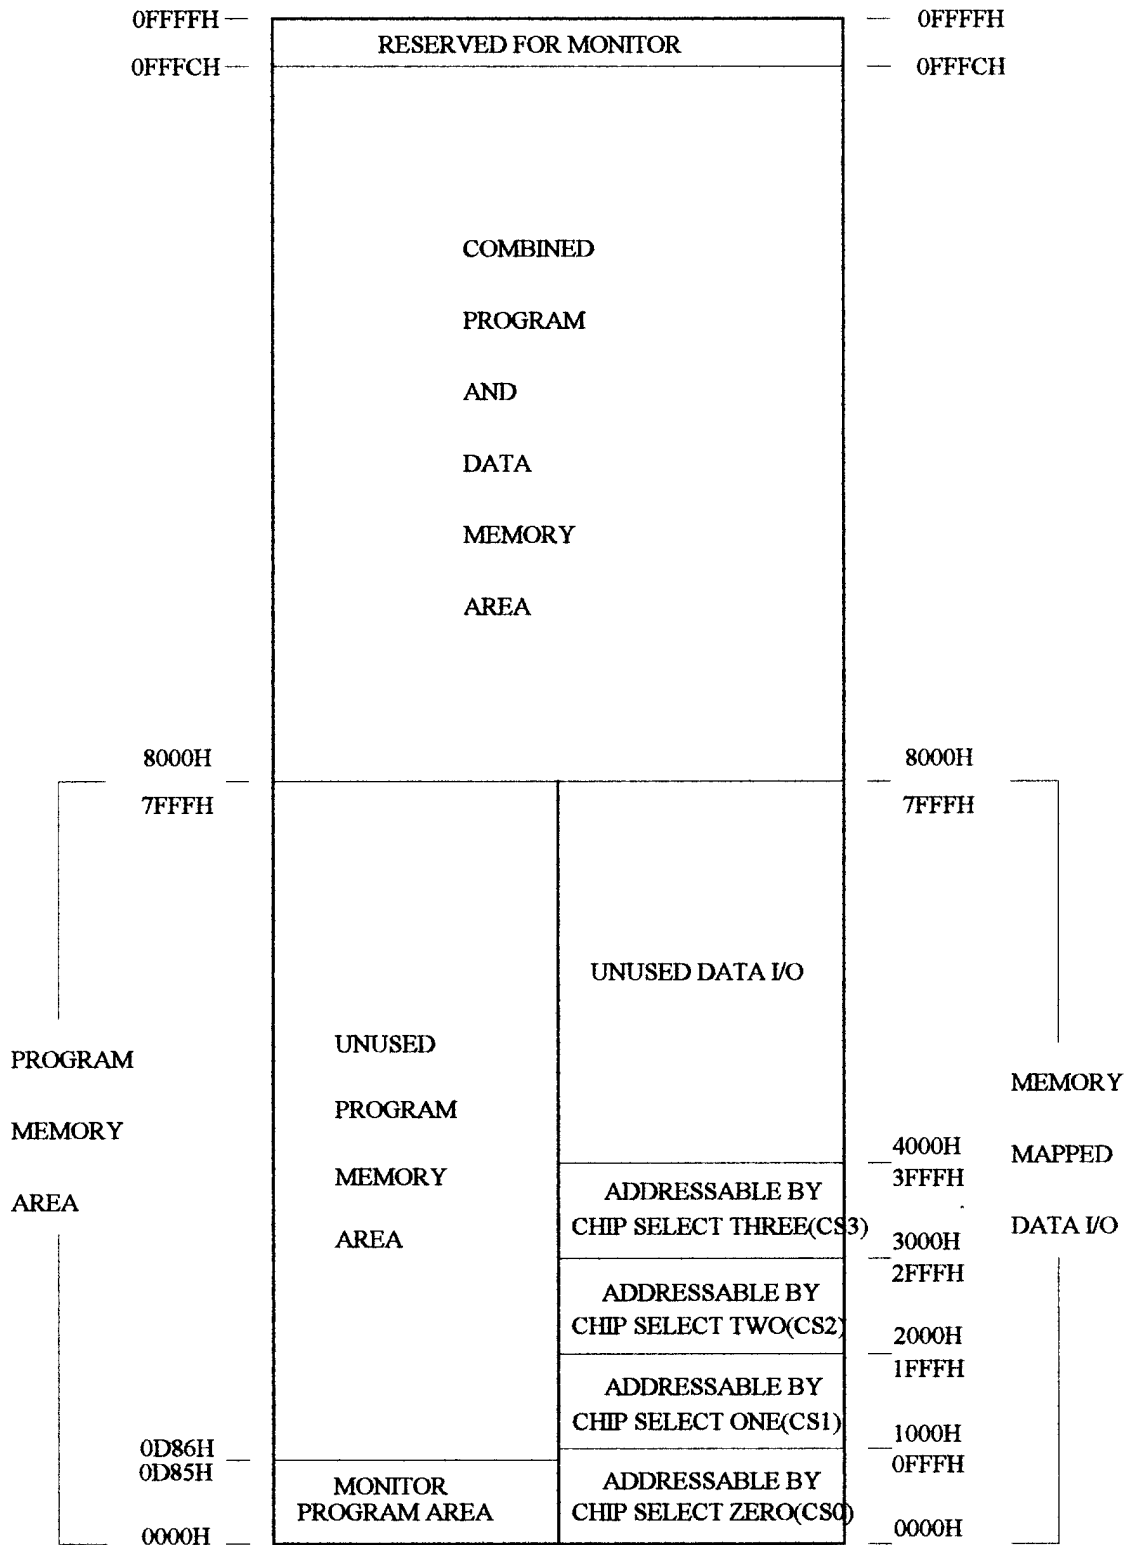 0FFFFH
0FFFFH
RESERVED FOR MONITOR
0FFFCH
0FFFCH
COMBINED
PROGRAM
AND
DATA
MEMORY
AREA
8000H
8000H
7FFFH
7FFFH
UNUSED DATA I/O
UNUSED
PROGRAM
MEMORY
AREA
PROGRAM
MEMORY
AREA
MEMORY
MAPPED
DATA I/O
4000H
3FFFH
ADDRESSABLE BY
CHIP SELECT THREE(CS3)
3000H
2FFFH
ADDRESSABLE BY
CHIP SELECT TWO(CS2)
2000H
1FFFH
ADDRESSABLE BY
CHIP SELECT ONE(CS1)
1000H
0FFFH
0D86H
0D85H
MONITOR
PROGRAM AREA
ADDRESSABLE BY
CHIP SELECT ZERO(CS0)
0000H
0000H